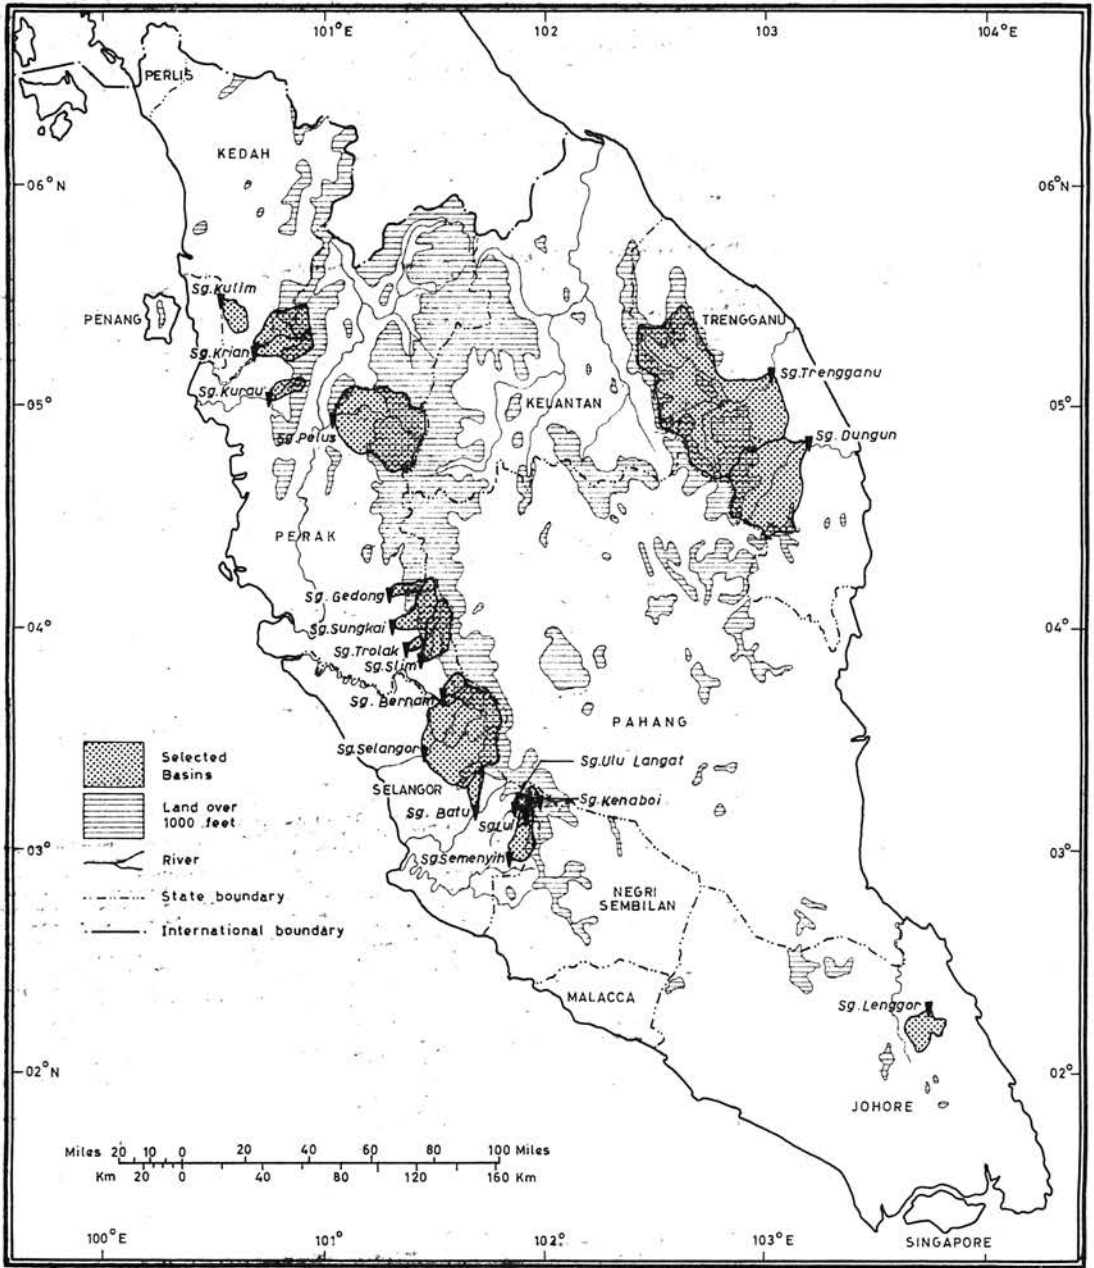 101°E 102 103 104°E
PERLIS
KEDAH
06°N 06°N
Sg.Kulim
PENANG
TRENGGANU
Sg.Krian
Sg.Trengganu
Sg.Kurau
KELANTAN
05°N 05°N
Sg.Pelus
Sg. Dungun
PERAK
Sg. Gedong
Sg.Sungkai
04°N 04°N
Sg.Trolak
Sg.Slim
Sg. Bernam
PAHANG
Sg.Selangor
Selected
Basins
Sg.Ulu Langat
SELANGOR
Sg.Kenaboi
Land over
1000 feet
Sg. Batu
Sg.Lui
03°N 03°N
River
Sg.Semenyih
NEGRI
SEMBILAN
State boundary
International boundary
MALACCA
Sg.Lenggor
02°N 02°N
JOHORE
Miles 20 10 0 20 40 60 80 100 Miles
Km 20 0 40 80 120 160 Km
100°E 101° 102° 103°E
SINGAPORE